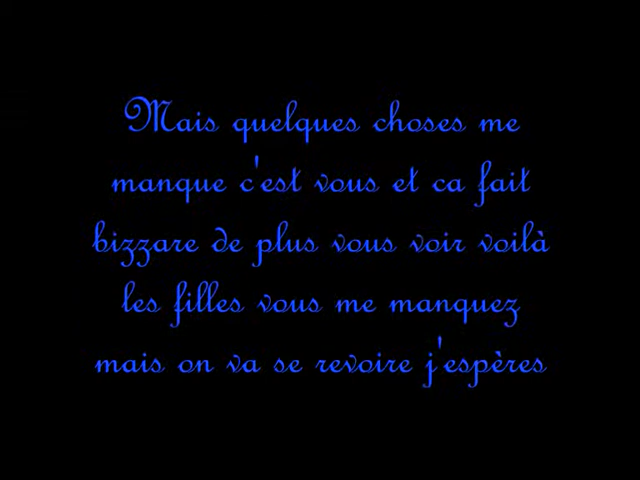 Mais quelques choses me
manque c'est vous et ca fait
bizzare de plus vous voir voilà
les filles vous me manquez
mais on va se revoire j'espères